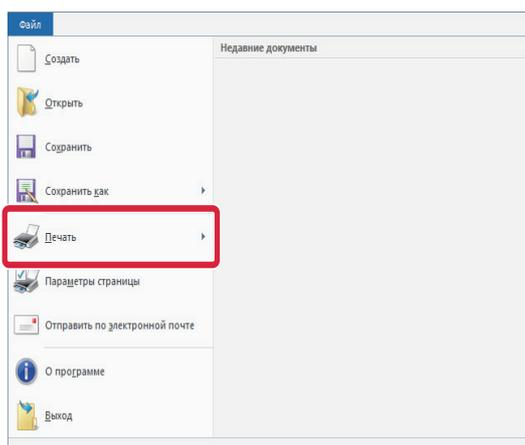 Файл
Недавние документы
Создать
Открыть
Сохранить
Сохранить как
Печать
Параметры страницы
Отправить по электронной почте
О программе
Выход